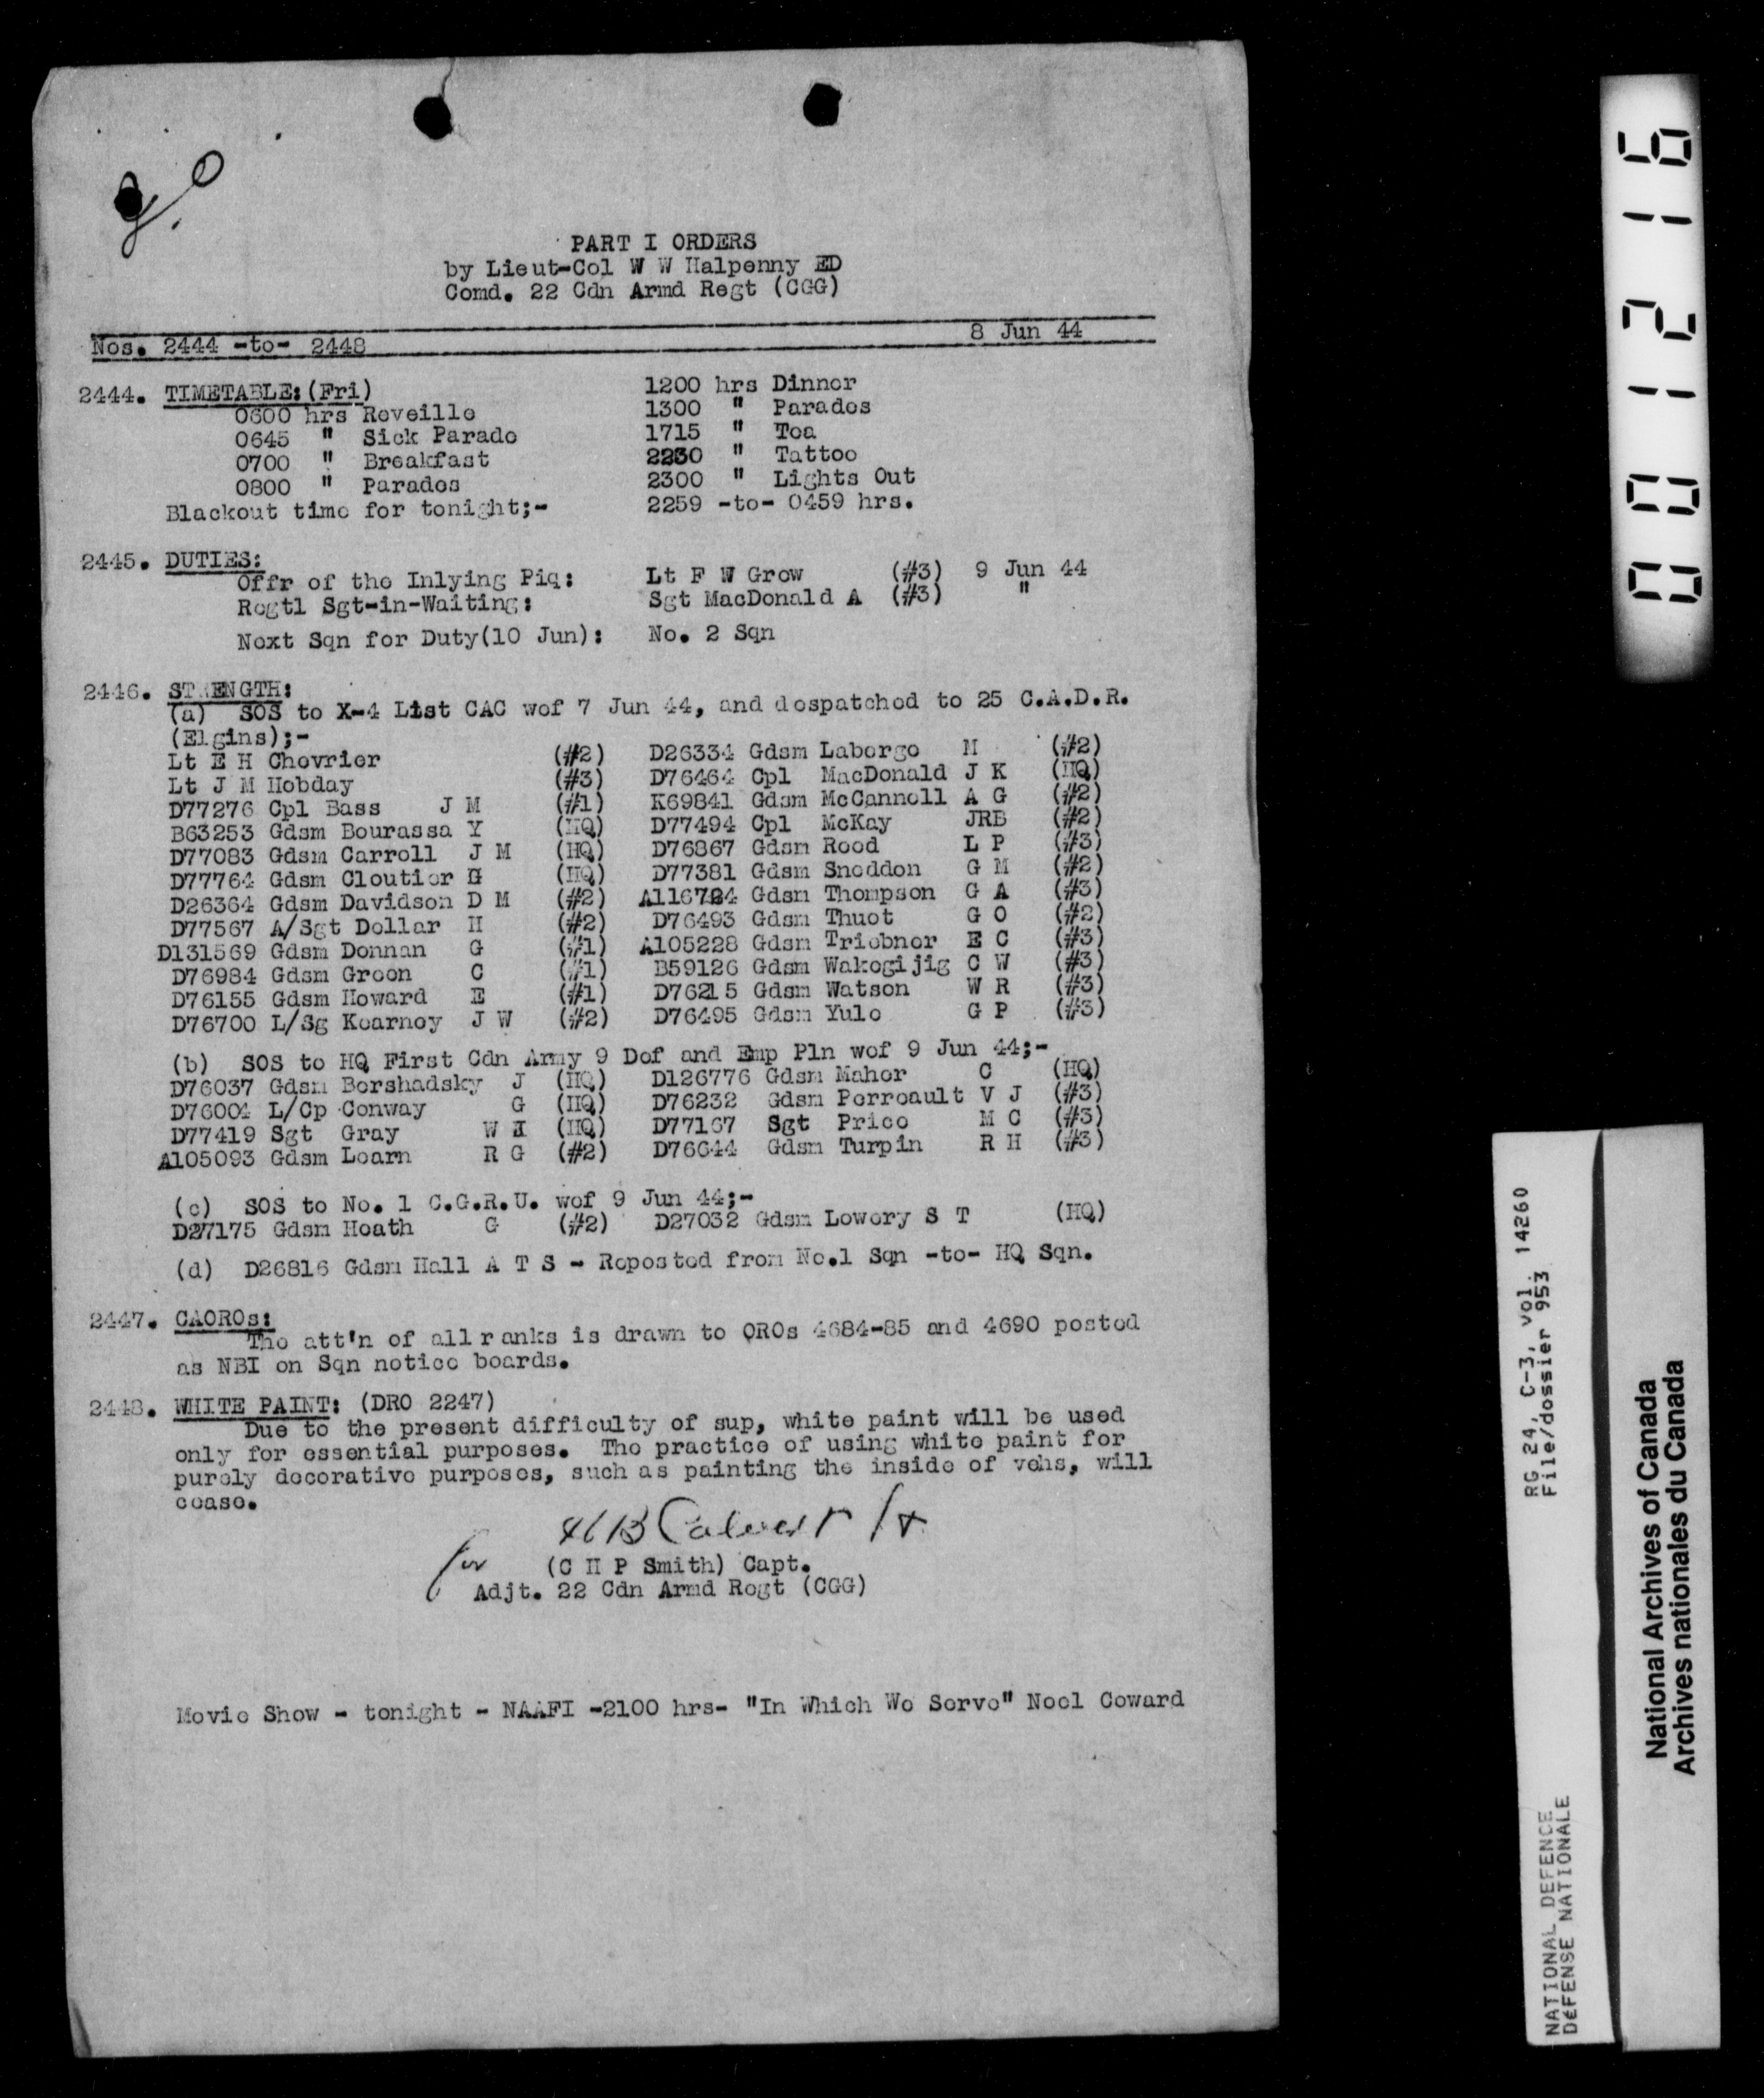 PART I ORDERS
by Lieut-Col W W Halpenny ED
Comd. 22 Cdn Armd Regt (CGG)
Nos. 2444 -to- 2448 8 Jun 44
2444. TIMETABLE:(Fri) 1200 hrs Dinner
0600 hrs Reveille 1300 " Parades
0645 " Sick Parade 1715 " Tea
0700 " Breakfast 2230 " Tattoo
0800 " Parades 2300 " Lights Out
Blackout time for tonight;- 2259 -to- 0459 hrs.
2445. DUTIES:
Offr of the Inlying Piq: Lt F W Grow (#3) 9 Jun 44
Regtl Sgt-in-Waiting: Sgt MacDonald A (#3) "
Next Sqn for Duty(10 Jun): No. 2 Sqn
2446. STRENGTH:
(a) SOS to X-4 List CAC wef 7 Jun 44, and despatched to 25 C.A.D.R.
(Elgins);-
Lt E H Chevrier (#2) D26334 Gdsm Laberge M (#2)
Lt J M Hobday (#3) D76464 Cpl MacDonald J K (HQ)
D77276 Cpl Bass J M (#1) K69841 Gdsm McCannell A G (#2)
B63253 Gdsm Bourassa Y (HQ) D77494 Cpl McKay JRB (#2)
D77083 Gdsm Carroll J M (HQ) D76867 Gdsm Reed L P (#3)
D77764 Gdsm Cloutier G (HQ) D77381 Gdsm Sneddon G M (#2)
D26364 Gdsm Davidson D M (#2) Gdsm Thompson G A (#3)
D77567 A/Sgt Dollar H (#2) D76493 Gdsm Thuot G O (#2)
D131569 Gdsm Donnan G (#1) A105228 Gdsm Triebner E C (#3)
D76984 Gdsm Green C (#1) B59126 Gdsm Wakegijig C W (#3)
D76155 Gdsm Howard E (#1) D76215 Gdsm Watson W R (#3)
D76700 L/Sg Kearney J W (#2) D76495 Gdsm Yule G P (#3)
(b) SOS to HQ First Cdn Army 9 Def and Emp Pln wef 9 Jun 44;-
D76037 Gdsm Bershadsky J (HQ) D126776 Gdsm Maher C (HQ)
D76004 L/Cp Conway G (HQ) D76232 Gdsm Perreault V J (#3)
D77419 Sgt Gray W (HQ) D77167 Sgt Price M C (#3)
A105093 Gdsm Learn R G (#2) D76644 Gdsm Turpin R H (#3)
(c) SOS to No. 1 C.G.R.U. wef 9 Jun 44;-
D27175 Gdsm Heath G (#2) D27032 Gdsm Lowery S T (HQ)
(d) D26816 Gdsm Hall A T S - Reposted from No.1 Sqn -to- HQ Sqn.
2447. CAOROs:
The att'n of all ranks is drawn to OROs 4684-85 and 4690 posted
as NBI on Sqn notice boards.
2448. WHITE PAINT: (DRO 2247)
Due to the present difficulty of sup, white paint will be used
only for essential purposes. The practice of using white paint for
purely decorative purposes, such as painting the inside of vehs, will
cease.
Calvert Lt
for (C H P Smith) Capt.
Adjt. 22 Cdn Armd Regt (CGG)
Movie Show - tonight - NAAFI -2100 hrs- "In Which We Serve" Noel Coward
001216
RG 24, C-3, vol. 14260
File/dossier 953
NATIONAL DEFENCE
DÉFENSE NATIONALE
National Archives of Canada
Archives nationales du Canada